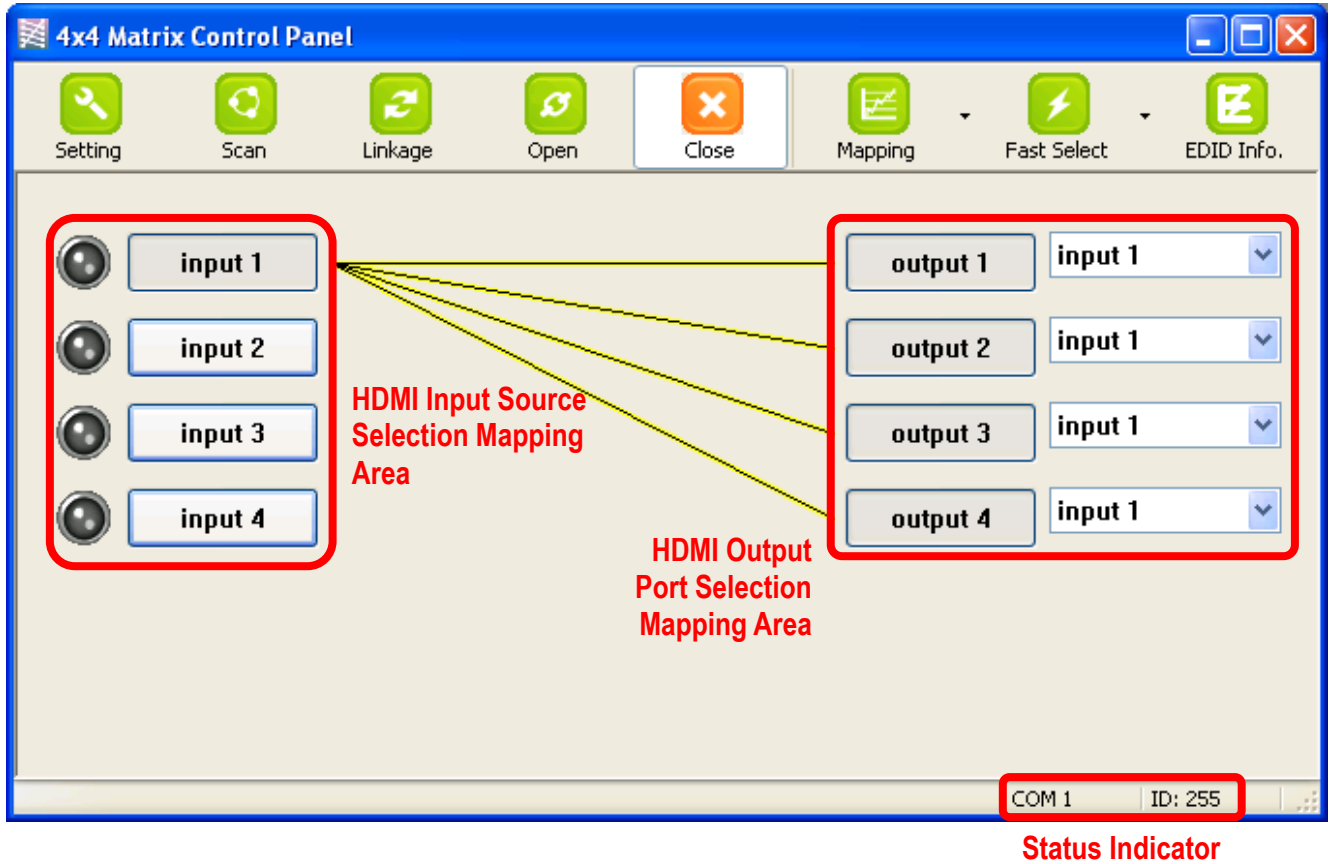 4x4 Matrix Control Panel
Setting
Scan
Linkage
Open
Close
Mapping
Fast Select
EDID Info.
input 1
output 1
input 1
input 2
output 2
input 1
HDMI Input Source
Selection Mapping
Area
input 3
output 3
input 1
input 4
output 4
input 1
HDMI Output
Port Selection
Mapping Area
COM 1
ID: 255
Status Indicator